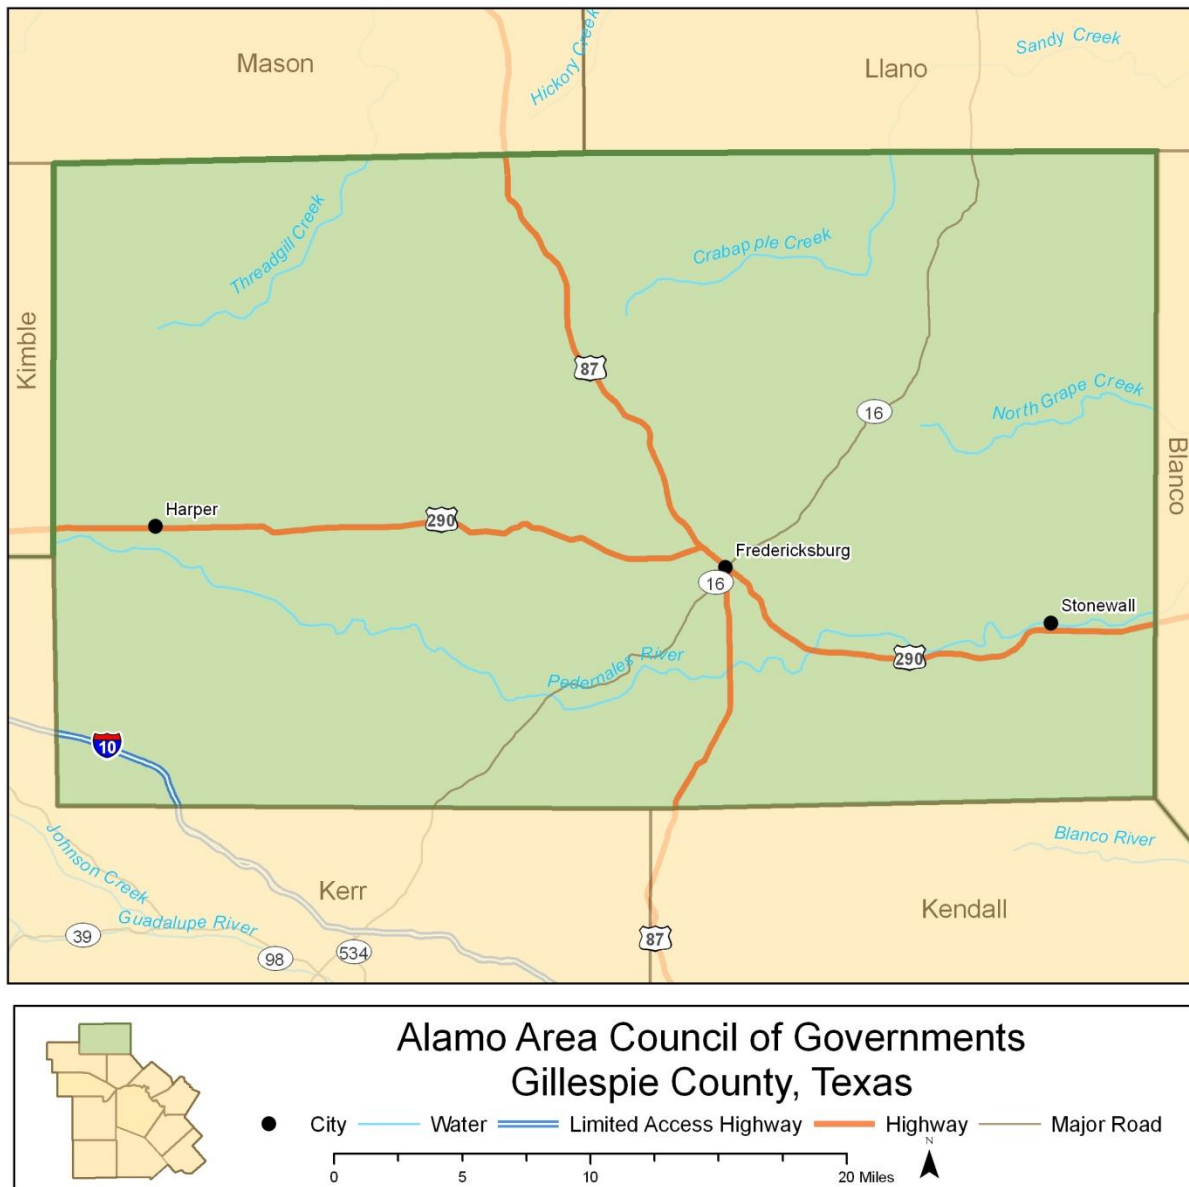 Mason
Hickory Creek
Llano
Sandy Creek
Threadgill Creek
Crabapple Creek
Kimble
87
16
North Grape Creek
Blanco
Harper
290
Fredericksburg
16
Stonewall
Pedernales River
290
10
Johnson Creek
Guadalupe River
Kerr
39
98
534
87
Kendall
Blanco River
Alamo Area Council of Governments
Gillespie County, Texas
City Water Limited Access Highway Highway Major Road
N
0 5 10 20 Miles